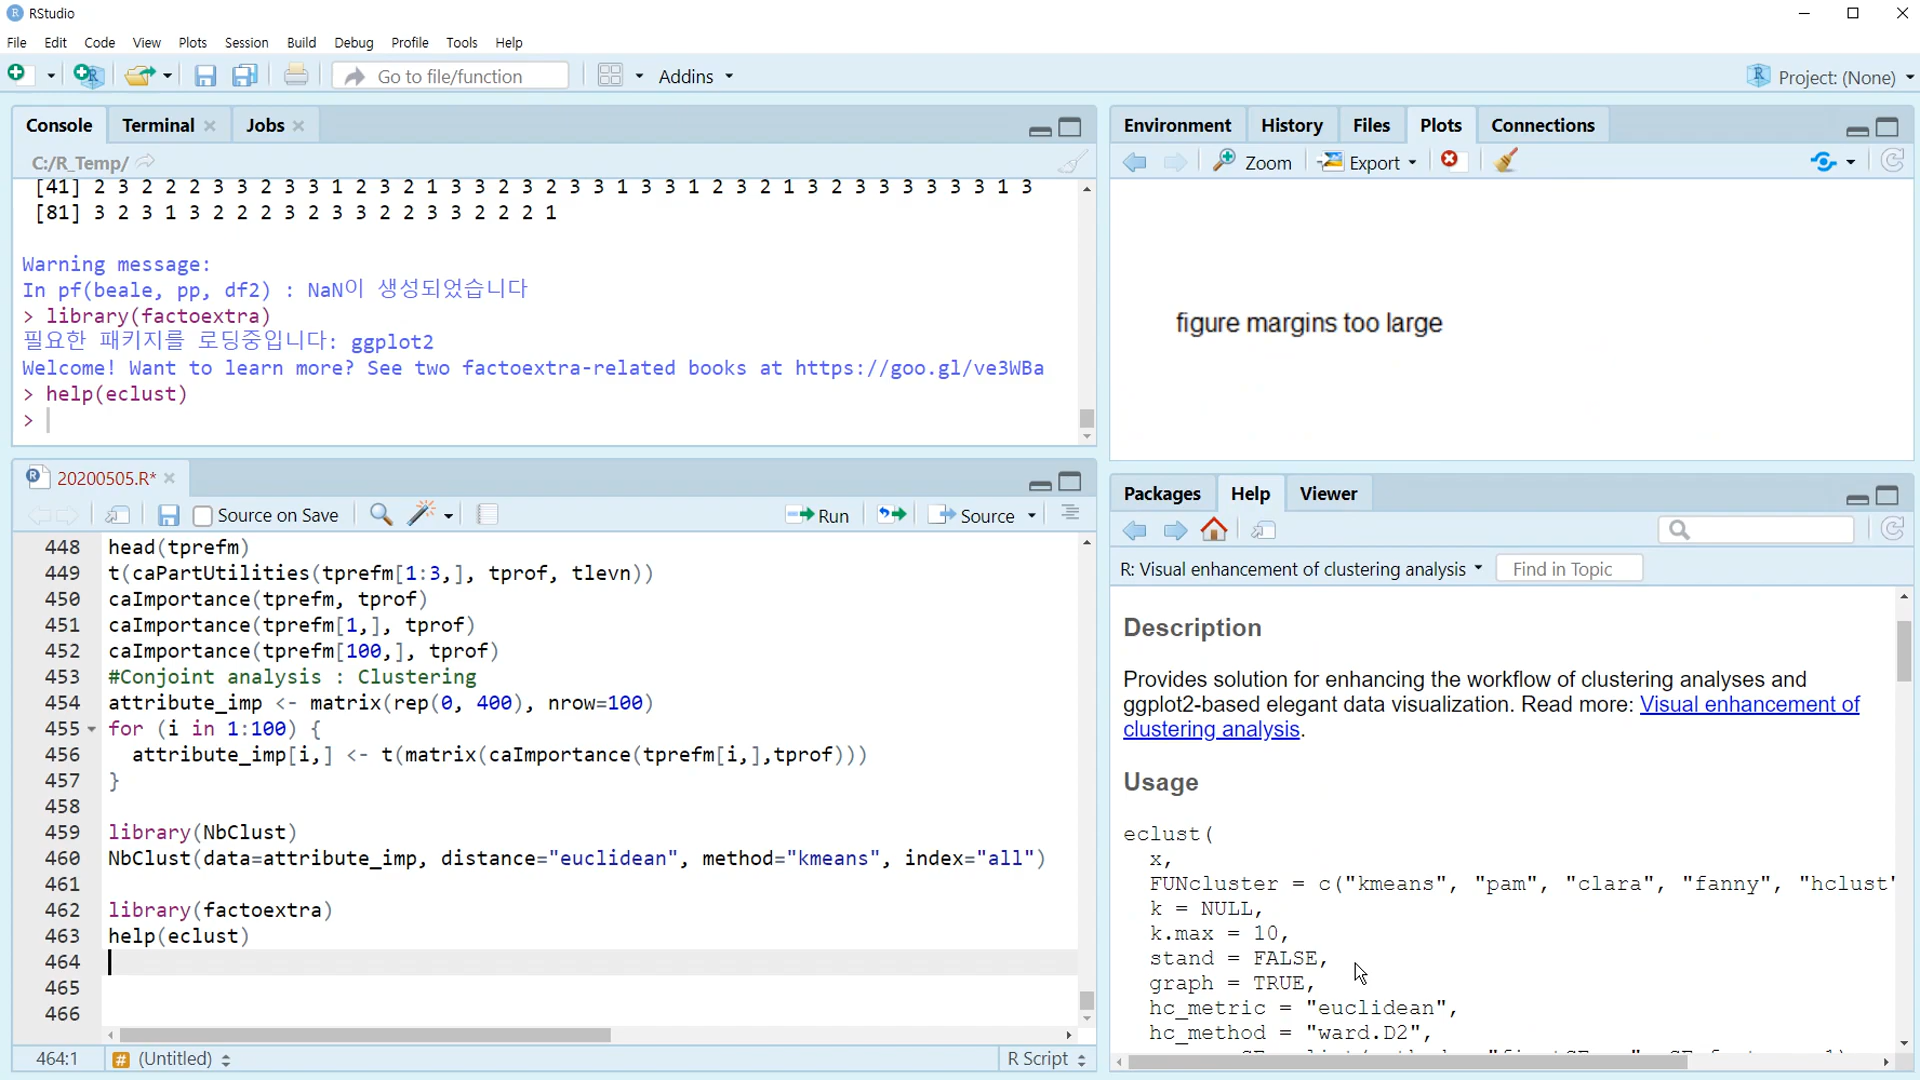 RStudio
File Edit Code View Plots Session Build Debug Profile Tools Help
Go to file/function Addins Project: (None)
Console Terminal Jobs
C:/R_Temp/
[41] 2 3 2 2 2 3 3 2 3 3 1 2 3 2 1 3 3 2 3 2 3 3 1 3 3 1 2 3 2 1 3 2 3 3 3 3 3 3 1 3
[81] 3 2 3 1 3 2 2 2 3 2 3 3 2 2 3 3 2 2 2 1
Warning message:
In pf(beale, pp, df2) : NaN이 생성되었습니다
> library(factoextra)
필요한 패키지를 로딩중입니다: ggplot2
Welcome! Want to learn more? See two factoextra-related books at https://goo.gl/ve3WBa
> help(eclust)
>
20200505.R*
Source on Save Run Source
448 head(tprefm)
449 t(caPartUtilities(tprefm[1:3,], tprof, tlevn))
450 caImportance(tprefm, tprof)
451 caImportance(tprefm[1,], tprof)
452 caImportance(tprefm[100,], tprof)
453 #Conjoint analysis : Clustering
454 attribute_imp <- matrix(rep(0, 400), nrow=100)
455 for (i in 1:100) {
456 attribute_imp[i,] <- t(matrix(caImportance(tprefm[i,],tprof)))
457 }
458
459 library(NbClust)
460 NbClust(data=attribute_imp, distance="euclidean", method="kmeans", index="all")
461
462 library(factoextra)
463 help(eclust)
464
465
466
464:1 # (Untitled) R Script
Environment History Files Plots Connections
Zoom Export
figure margins too large
Packages Help Viewer
R: Visual enhancement of clustering analysis Find in Topic
Description
Provides solution for enhancing the workflow of clustering analyses and
ggplot2-based elegant data visualization. Read more: Visual enhancement of
clustering analysis.
Usage
eclust(
x,
FUNcluster = c("kmeans", "pam", "clara", "fanny", "hclust"
k = NULL,
k.max = 10,
stand = FALSE,
graph = TRUE,
hc_metric = "euclidean",
hc_method = "ward.D2",